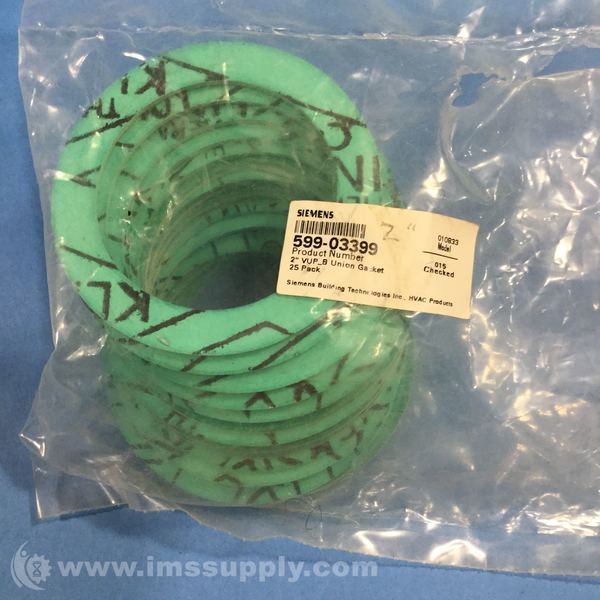 SIEMENS
599-03399
Product Number
2" VUP_B Union Gasket
25 Pack
Siemens Building Technologies Inc., HVAC Products
010833
Model
015
Checked
2"
www.imssupply.com